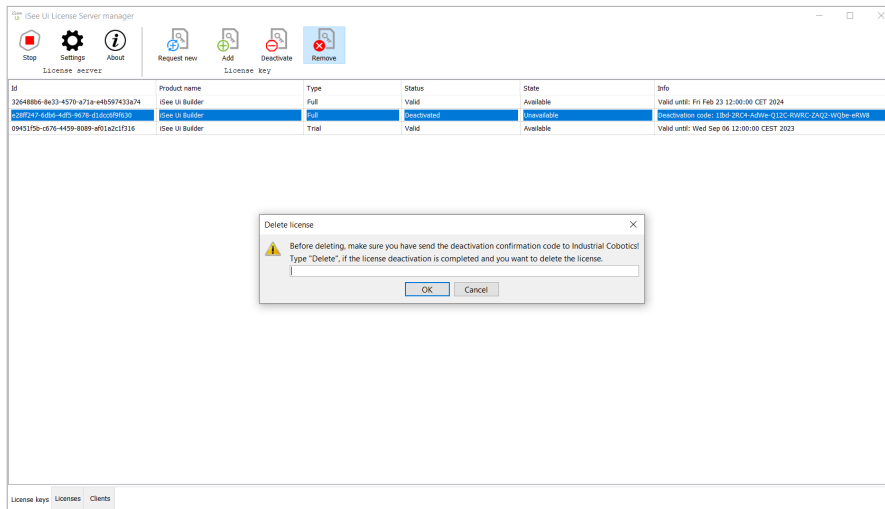 iSee Ui License Server manager
Stop Settings About Request new Add Deactivate Remove
License server License key
Id Product name Type Status State Info
326488b6-8e33-4570-a71a-e4b597433a74 iSee Ui Builder Full Valid Available Valid until: Fri Feb 23 12:00:00 CET 2024
e28ff247-6db6-4df5-9678-d1dcc6f9f630 iSee Ui Builder Full Deactivated Unavailable Deactivation code: 1Ibd-2RC4-AdWe-Q12C-RWRC-ZAQ2-WQbe-eRW8
09451f5b-c676-4459-8089-af01a2c1f316 iSee Ui Builder Trial Valid Available Valid until: Wed Sep 06 12:00:00 CEST 2023
Delete license
Before deleting, make sure you have send the deactivation confirmation code to Industrial Cobotics!
Type "Delete", if the license deactivation is completed and you want to delete the license.
OK Cancel
License keys Licenses Clients